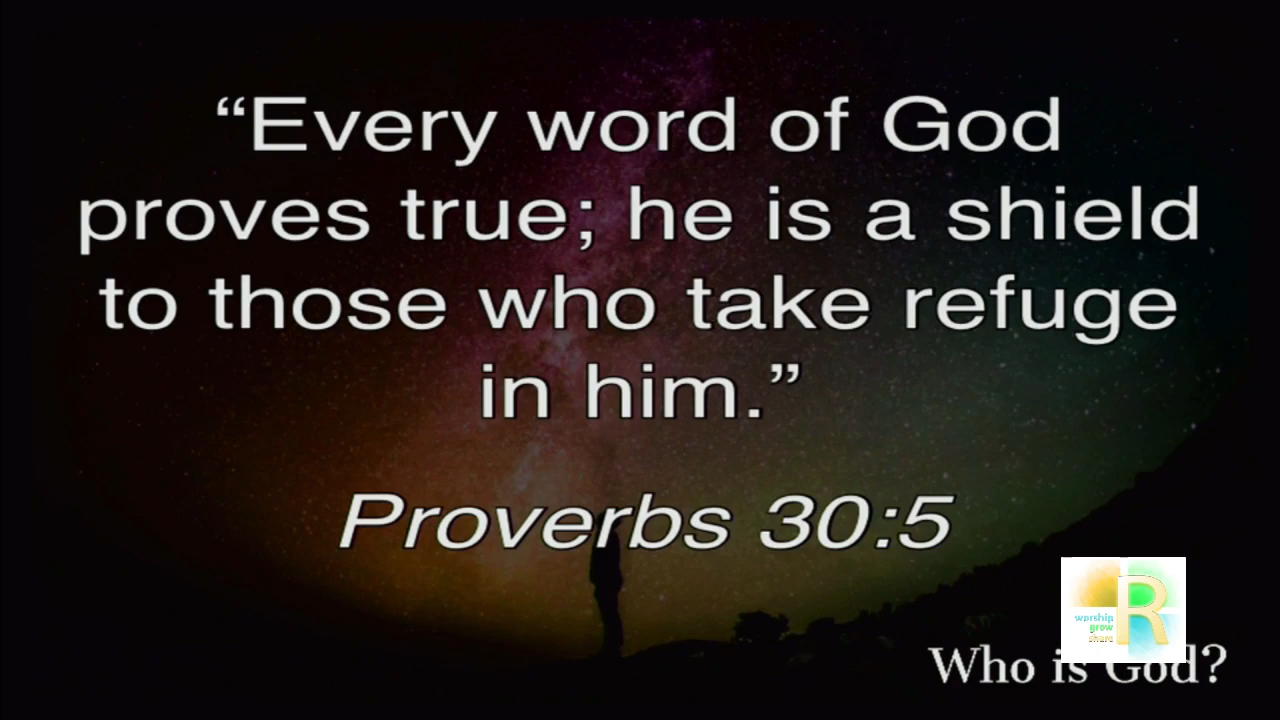 “Every word of God
proves true; he is a shield
to those who take refuge
in him.”
Proverbs 30:5
R
worship
grow
share
Who is God?